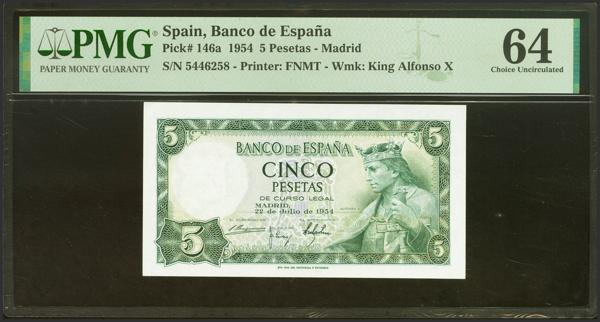 PMG
PAPER MONEY GUARANTY
Spain, Banco de España
Pick# 146a 1954 5 Pesetas - Madrid
S/N 5446258 - Printer: FNMT - Wmk: King Alfonso X
64
Choice Uncirculated
5
5
BANCO DE ESPAÑA
CINCO
PESETAS
DE CURSO LEGAL
MADRID,
22 de Julio de 1954
5